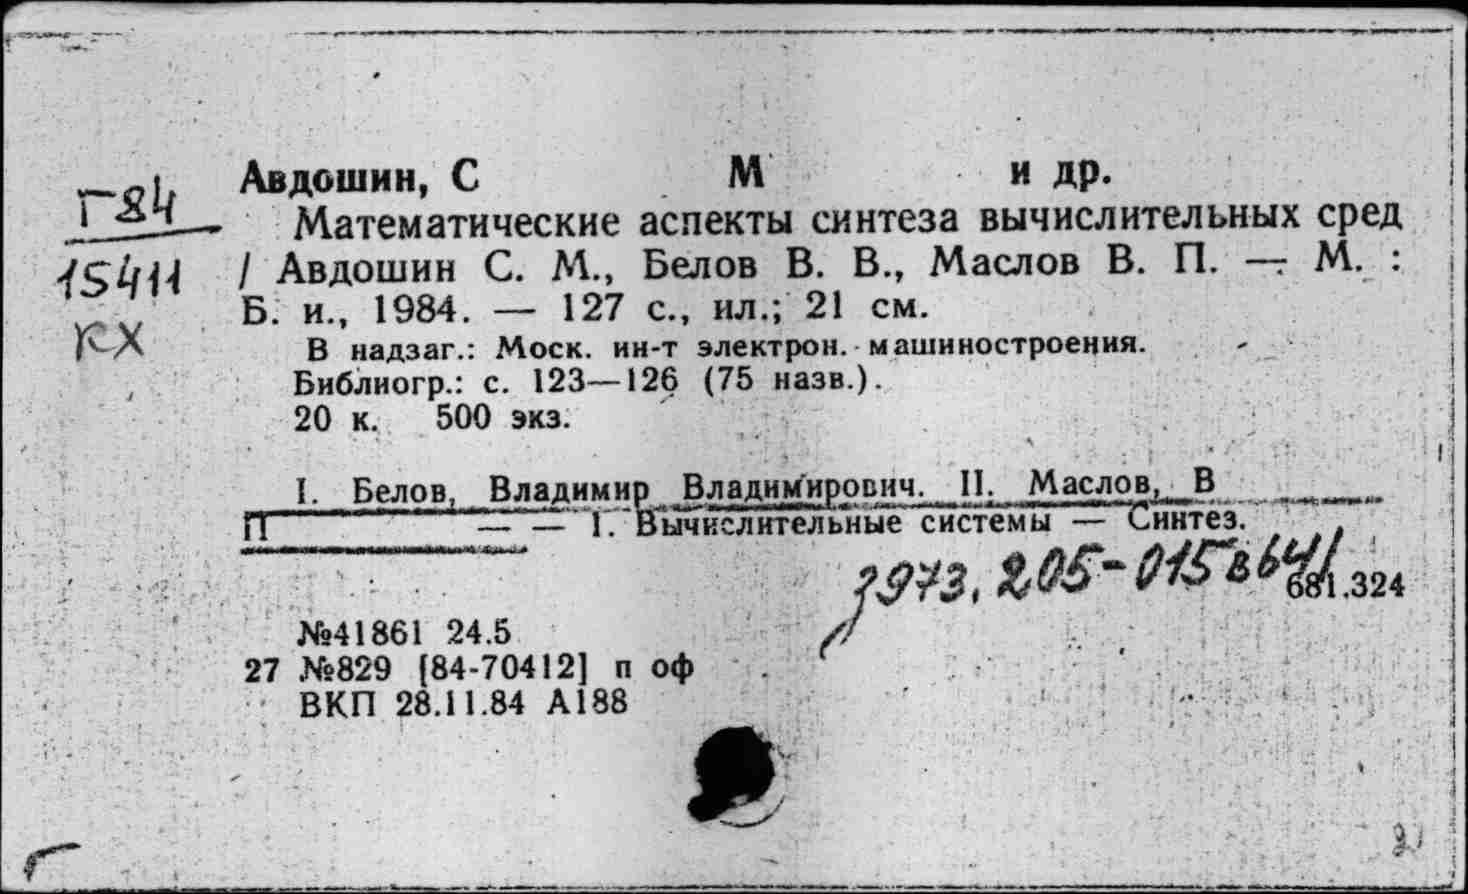 Авдошин, С М и др.
Г84
Математические аспекты синтеза вычислительных сред
15411
/ Авдошин С. М., Белов В. В., Маслов В. П. — М. :
Б. и., 1984. — 127 с., ил.; 21 см.
кх
В надзаг.: Моск. ин-т электрон. машиностроения.
Библиогр.: с. 123—126 (75 назв.).
20 к. 500 экз.
I. Белов, Владимир Владимирович. II. Маслов, В
П — — 1. Вычислительные системы — Синтез.
з973.205-015в641
681.324
№41861 24.5
27 №829 [84-70412] п оф
ВКП 28.11.84 А188